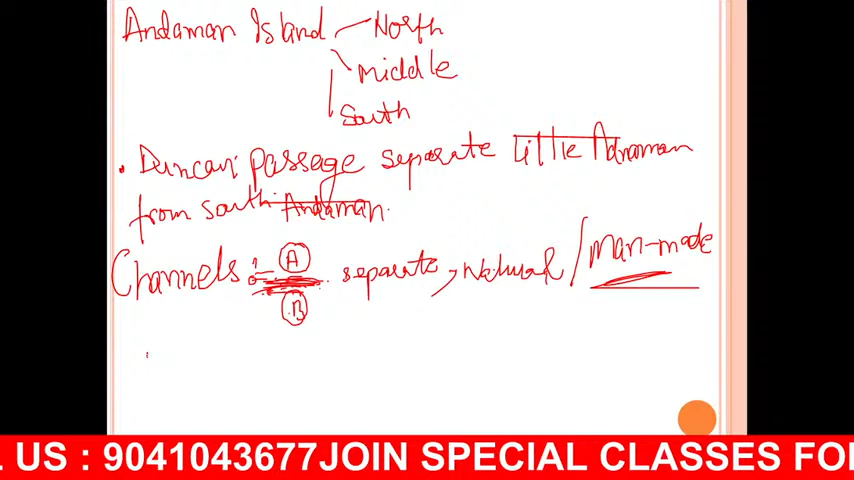 Andaman Island North
Middle
South
. Duncan passage separate Little Adnaman
from south Andaman.
Channels : A separate, Natural / Man-made
B
L US : 9041043677JOIN SPECIAL CLASSES FO